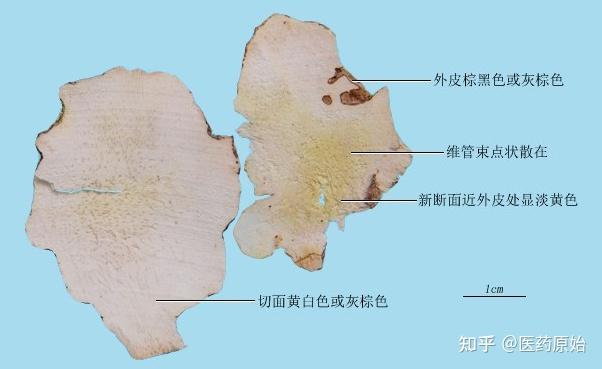 外皮棕黑色或灰棕色
维管束点状散在
新断面近外皮处显淡黄色
切面黄白色或灰棕色
1cm
知乎 @医药原始